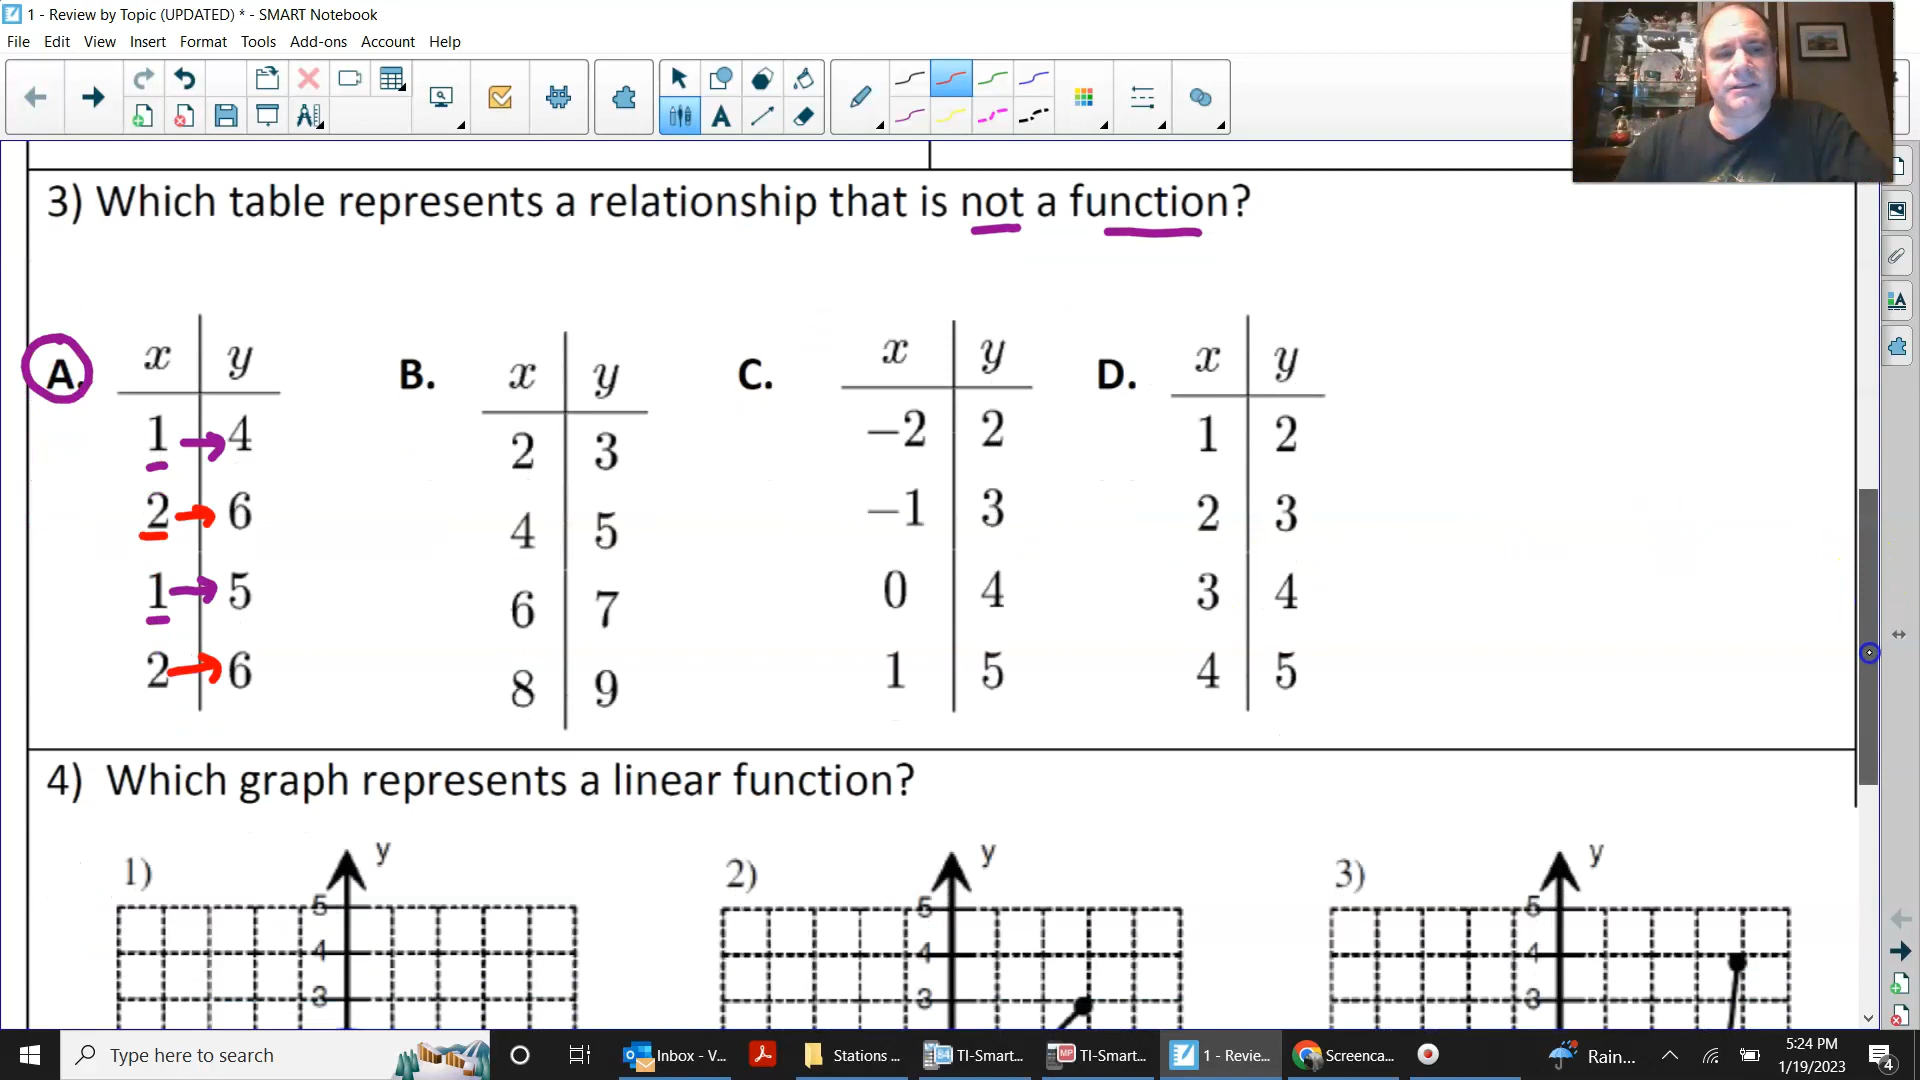 1 - Review by Topic (UPDATED) * - SMART Notebook
File Edit View Insert Format Tools Add-ons Account Help
3) Which table represents a relationship that is not a function?
A. B. C. D.
x y x y x y x y
1 4 2 3 −2 2 1 2
2 6 4 5 −1 3 2 3
1 5 6 7 0 4 3 4
2 6 8 9 1 5 4 5
4) Which graph represents a linear function?
1) y 2) y 3) y
5 5 5
4 4 4
3 3 3
Type here to search
Inbox - V... Stations ... TI-Smart... TI-Smart... 1 - Revie... Screenca... Rain...
5:24 PM
1/19/2023
4